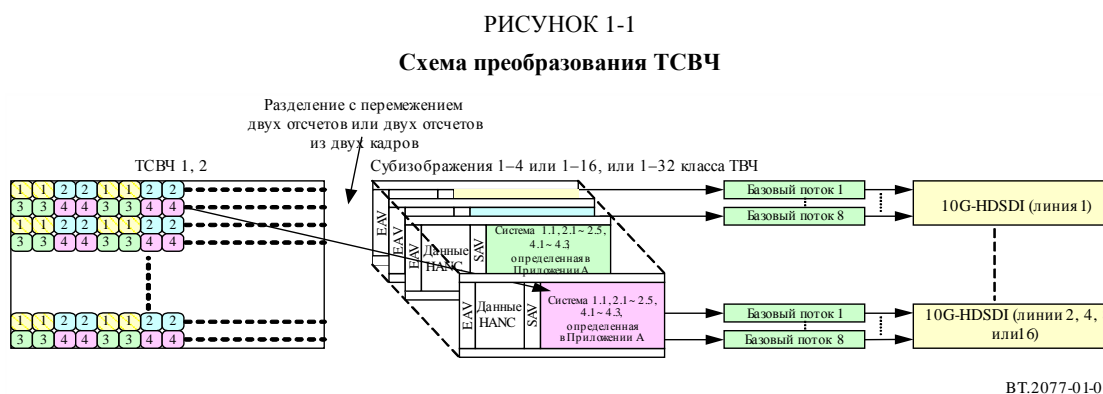 РИСУНОК 1-1
Схема преобразования ТСВЧ
Разделение с перемежением
двух отсчетов или двух отсчетов
из двух кадров
ТСВЧ 1, 2
Субизображения 1–4 или 1–16, или 1–32 класса ТВЧ
1 1 2 2 1 1 2 2
3 3 4 4 3 3 4 4
1 1 2 2 1 1 2 2
3 3 4 4 3 3 4 4
1 1 2 2 1 1 2 2
3 3 4 4 3 3 4 4
EAV
EAV
EAV
Данные
HANC
SAV
Система 1.1, 2.1~ 2.5,
4.1~ 4.3
определенная в
Приложении А
EAV
Данные
HANC
SAV
Система 1.1, 2.1~ 2.5,
4.1~ 4.3,
определенная
в Приложении А
Базовый поток 1
Базовый поток 8
10G-HDSDI (линия 1)
Базовый поток 1
Базовый поток 8
10G-HDSDI (линии 2, 4,
или16)
BT.2077-01-0